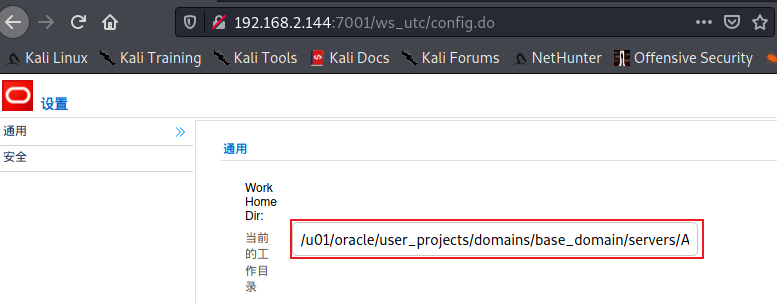 192.168.2.144:7001/ws_utc/config.do
Kali Linux Kali Training Kali Tools Kali Docs Kali Forums NetHunter Offensive Security
设置
通用
安全
通用
Work
Home
Dir:
当前
的工
作目
录
/u01/oracle/user_projects/domains/base_domain/servers/A